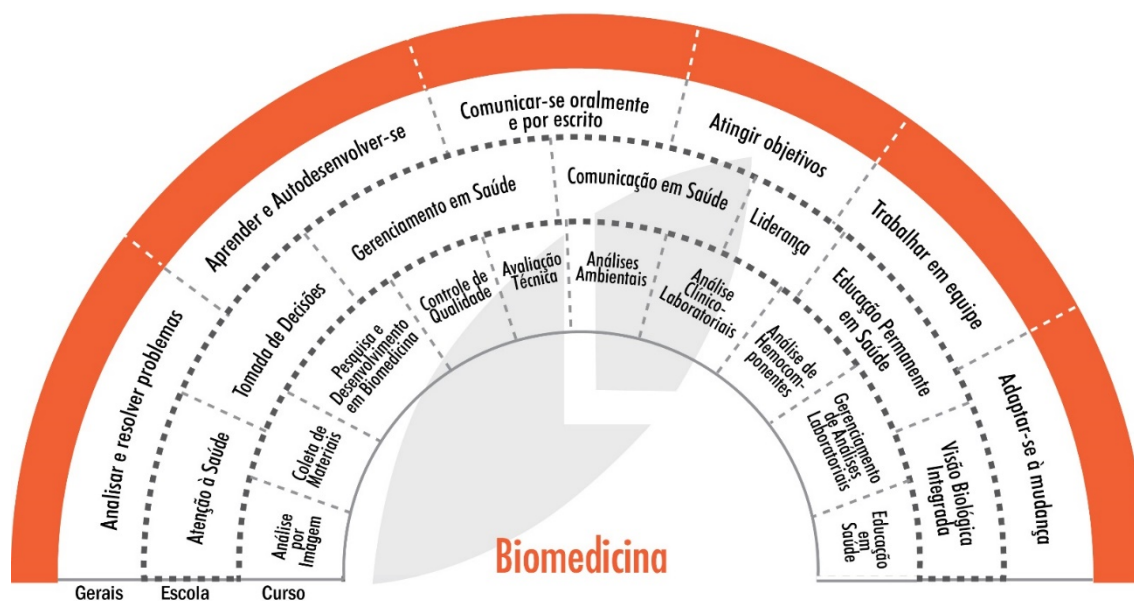 Analisar e resolver problemas
Aprender e Autodesenvolver-se
Comunicar-se oralmente
e por escrito
Atingir objetivos
Trabalhar em equipe
Adaptar-se à mudança
Atenção à Saúde
Tomada de Decisões
Gerenciamento em Saúde
Comunicação em Saúde
Liderança
Educação Permanente
em Saúde
Visão Biológica
Integrada
Análise
por
Imagem
Coleta de
Materiais
Pesquisa e
Desenvolvimento
em Biomedicina
Controle de
Qualidade
Avaliação
Técnica
Análises
Ambientais
Análise
Clínico-
Laboratoriais
Análise de
Hemocom-
ponentes
Gerenciamento
de Análises
Laboratoriais
Educação
em
Saúde
Biomedicina
Gerais
Escola
Curso